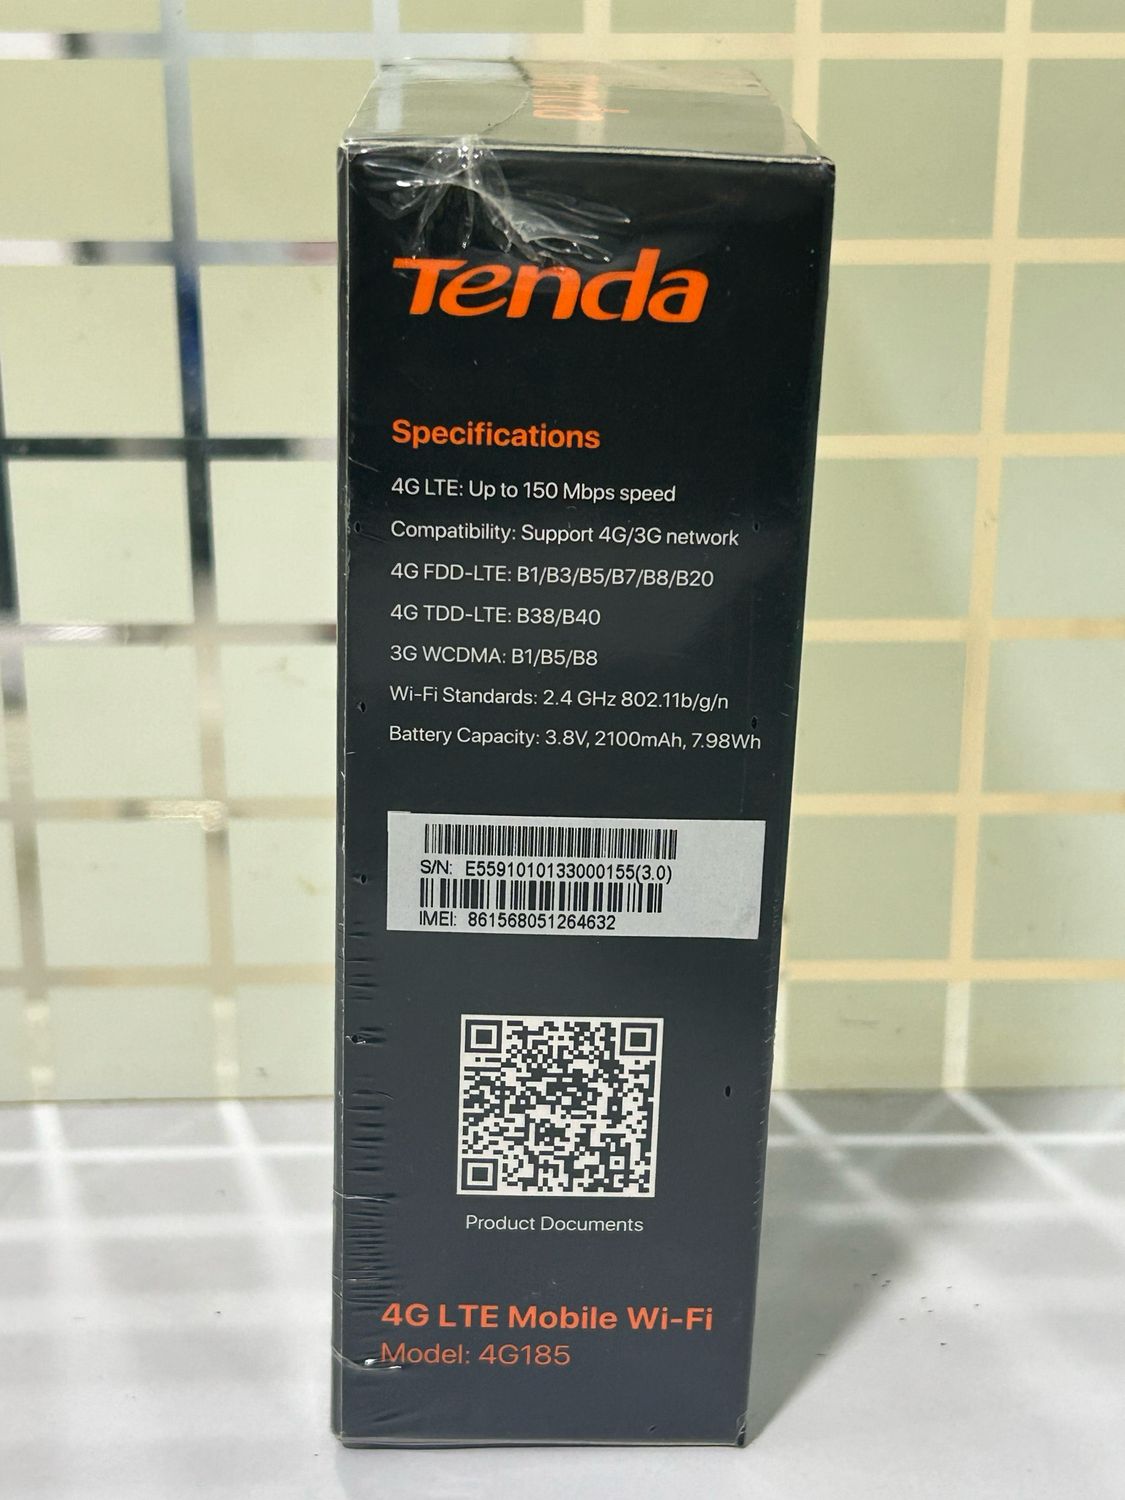 Tenda
Tenda
Specifications
4G LTE: Up to 150 Mbps speed
Compatibility: Support 4G/3G network
4G FDD-LTE: B1/B3/B5/B7/B8/B20
4G TDD-LTE: B38/B40
3G WCDMA: B1/B5/B8
Wi-Fi Standards: 2.4 GHz 802.11b/g/n
Battery Capacity: 3.8V, 2100mAh, 7.98Wh
S/N: E5591010133000155(3.0)
IMEI: 861568051264632
Product Documents
4G LTE Mobile Wi-Fi
Model: 4G185